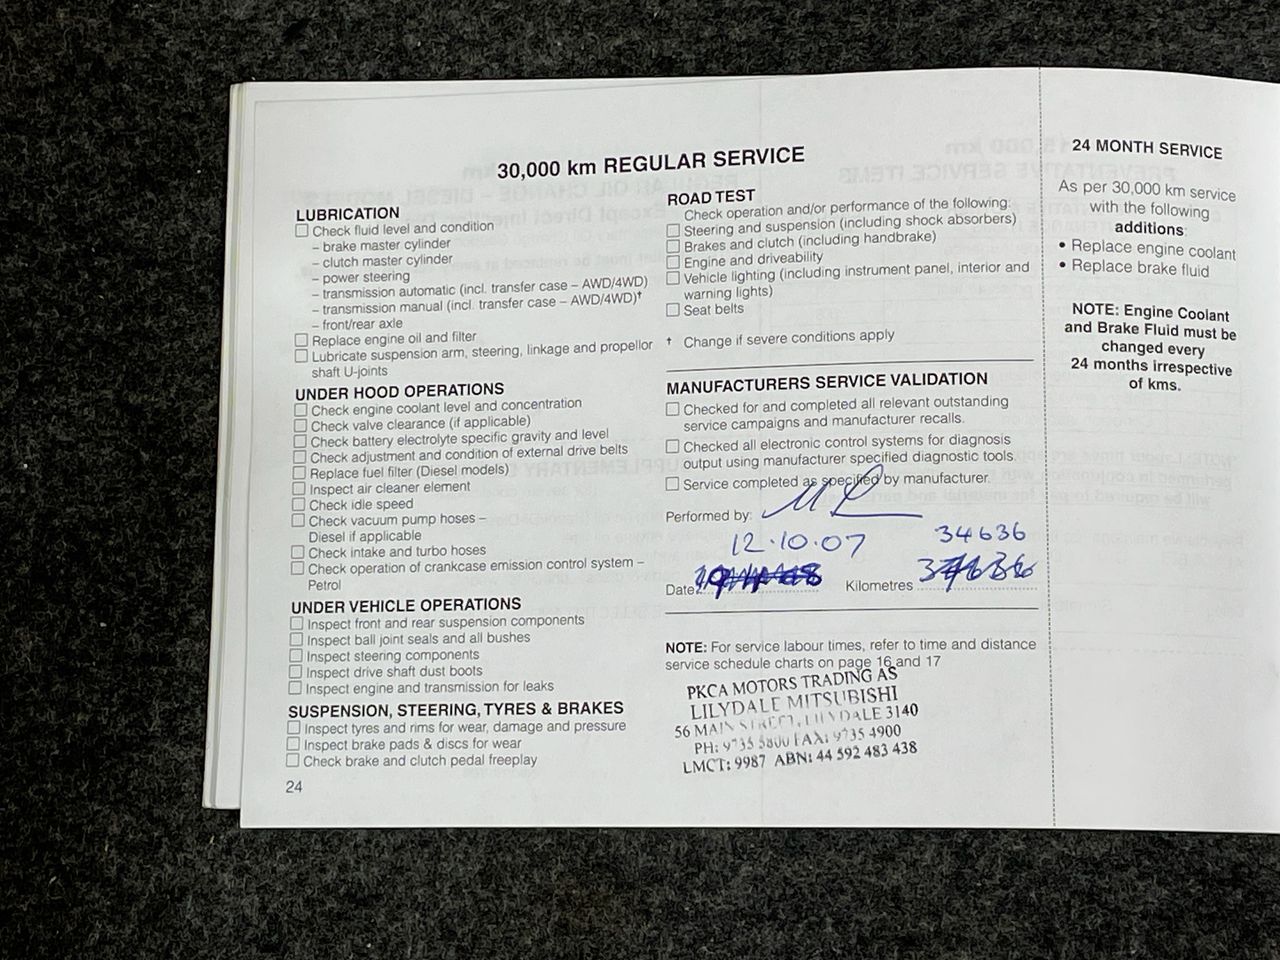 30,000 km REGULAR SERVICE
LUBRICATION
Check fluid level and condition
– brake master cylinder
– clutch master cylinder
– power steering
– transmission automatic (incl. transfer case – AWD/4WD)
– transmission manual (incl. transfer case – AWD/4WD)†
– front/rear axle
Replace engine oil and filter
Lubricate suspension arm, steering, linkage and propellor
shaft U-joints
UNDER HOOD OPERATIONS
Check engine coolant level and concentration
Check valve clearance (if applicable)
Check battery electrolyte specific gravity and level
Check adjustment and condition of external drive belts
Replace fuel filter (Diesel models)
Inspect air cleaner element
Check idle speed
Check vacuum pump hoses –
Diesel if applicable
Check intake and turbo hoses
Check operation of crankcase emission control system –
Petrol
UNDER VEHICLE OPERATIONS
Inspect front and rear suspension components
Inspect ball joint seals and all bushes
Inspect steering components
Inspect drive shaft dust boots
Inspect engine and transmission for leaks
SUSPENSION, STEERING, TYRES & BRAKES
Inspect tyres and rims for wear, damage and pressure
Inspect brake pads & discs for wear
Check brake and clutch pedal freeplay
24
ROAD TEST
Check operation and/or performance of the following:
Steering and suspension (including shock absorbers)
Brakes and clutch (including handbrake)
Engine and driveability
Vehicle lighting (including instrument panel, interior and
warning lights)
Seat belts
† Change if severe conditions apply
MANUFACTURERS SERVICE VALIDATION
Checked for and completed all relevant outstanding
service campaigns and manufacturer recalls.
Checked all electronic control systems for diagnosis
output using manufacturer specified diagnostic tools.
Service completed as specified by manufacturer.
Performed by:
12.10.07 34636
Date Kilometres
NOTE: For service labour times, refer to time and distance
service schedule charts on page 16 and 17
PKCA MOTORS TRADING AS
LILYDALE MITSUBISHI
56 MAIN STREET, LILYDALE 3140
PH: 9735 5800 FAX: 9735 4900
LMCT: 9987 ABN: 44 592 483 438
24 MONTH SERVICE
As per 30,000 km service
with the following
additions:
• Replace engine coolant
• Replace brake fluid
NOTE: Engine Coolant
and Brake Fluid must be
changed every
24 months irrespective
of kms.